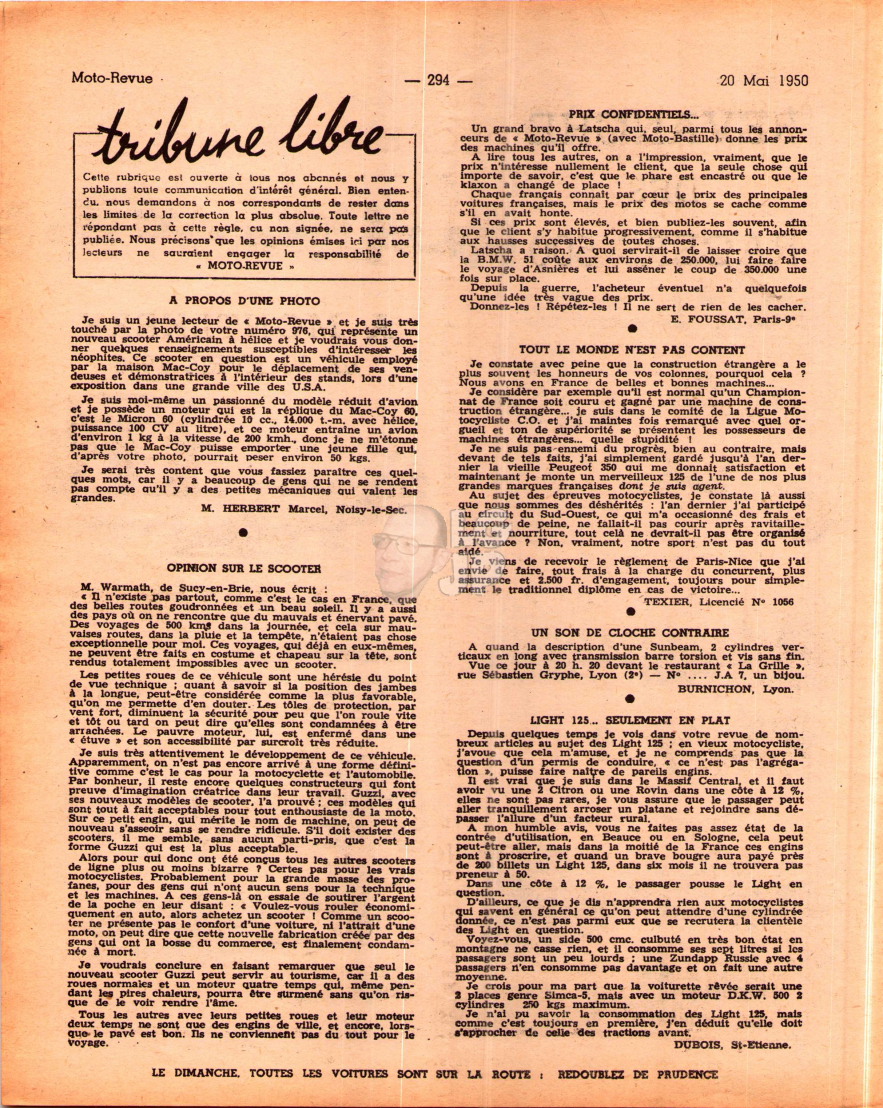 Moto-Revue
— 294 —
20 Mai 1950
tribune libre
Cette rubrique est ouverte à tous nos abonnés et nous y
publions toute communication d'intérêt général. Bien enten-
du, nous demandons à nos correspondants de rester dans
les limites de la correction la plus absolue. Toute lettre ne
répondant pas à cette règle, ou non signée, ne sera pas
publiée. Nous précisons que les opinions émises ici par nos
lecteurs ne sauraient engager la responsabilité de
« MOTO-REVUE »
A PROPOS D'UNE PHOTO
Je suis un jeune lecteur de « Moto-Revue » et je suis très
touché par la photo de votre numéro 976, qui représente un
nouveau scooter Américain à hélice et je voudrais vous don-
ner quelques renseignements susceptibles d'intéresser les
néophites. Ce scooter en question est un véhicule employé
par la maison Mac-Coy pour le déplacement de ses ven-
deuses et démonstratrices à l'intérieur des stands, lors d'une
exposition dans une grande ville des U.S.A.
Je suis moi-même un passionné du modèle réduit d'avion
et je possède un moteur qui est la réplique du Mac-Coy 60,
c'est le Micron 60 (cylindrée 10 cc., 14.000 t.-m., avec hélice,
puissance 100 CV au litre), et ce moteur entraîne un avion
d'environ 1 kg à la vitesse de 200 kmh., donc je ne m'étonne
pas que le Mac-Coy puisse emporter une jeune fille qui,
d'après votre photo, pourrait peser environ 50 kgs.
Je serai très content que vous fassiez paraître ces quel-
ques mots, car il y a beaucoup de gens qui ne se rendent
pas compte qu'il y a des petites mécaniques qui valent les
grandes.
M. HERBERT Marcel, Noisy-le-Sec.
OPINION SUR LE SCOOTER
M. Warmath, de Sucy-en-Brie, nous écrit :
« Il n'existe pas partout, comme c'est le cas en France, que
des belles routes goudronnées et un beau soleil. Il y a aussi
des pays où on ne rencontre que du mauvais et énervant pavé.
Des voyages de 500 kms dans la journée, et cela sur mau-
vaises routes, dans la pluie et la tempête, n'étaient pas chose
exceptionnelle pour moi. Ces voyages, qui déjà en eux-mêmes,
ne peuvent être faits en costume et chapeau sur la tête, sont
rendus totalement impossibles avec un scooter.
Les petites roues de ce véhicule sont une hérésie du point
de vue technique ; quant à savoir si la position des jambes
à la longue, peut-être considérée comme la plus favorable,
qu'on me permette d'en douter. Les tôles de protection, par
vent fort, diminuent la sécurité pour peu que l'on roule vite
et tôt ou tard on peut dire qu'elles sont condamnées à être
arrachées. Le pauvre moteur, lui, est enfermé dans une
« étuve » et son accessibilité par surcroît très réduite.
Je suis très attentivement le développement de ce véhicule.
Apparemment, on n'est pas encore arrivé à une forme défini-
tive comme c'est le cas pour la motocyclette et l'automobile.
Par bonheur, il reste encore quelques constructeurs qui font
preuve d'imagination créatrice dans leur travail. Guzzi, avec
ses nouveaux modèles de scooter, l'a prouvé ; ces modèles qui
sont tout à fait acceptables pour tout enthousiaste de la moto.
Sur ce petit engin, qui mérite le nom de machine, on peut de
nouveau s'asseoir sans se rendre ridicule. S'il doit exister des
scooters, il me semble, sans aucun parti-pris, que c'est la
forme Guzzi qui est la plus acceptable.
Alors pour qui donc ont été conçus tous les autres scooters
de ligne plus ou moins bizarre ? Certes pas pour les vrais
motocyclistes. Probablement pour la grande masse des pro-
fanes, pour des gens qui n'ont aucun sens pour la technique
et les machines. A ces gens-là on essaie de soutirer l'argent
de la poche en leur disant : « Voulez-vous rouler économi-
quement en auto, alors achetez un scooter ! Comme un scoo-
ter ne présente pas le confort d'une voiture, ni l'attrait d'une
moto, on peut dire que cette nouvelle fabrication créée par des
gens qui ont la bosse du commerce, est finalement condam-
née à mort.
Je voudrais conclure en faisant remarquer que seul le
nouveau scooter Guzzi peut servir au tourisme, car il a des
roues normales et un moteur quatre temps qui, même pen-
dant les pires chaleurs, pourra être surmené sans qu'on ris-
que de le voir rendre l'âme.
Tous les autres avec leurs petites roues et leur moteur
deux temps ne sont que des engins de ville, et encore, lors-
que le pavé est bon. Ils ne conviennent pas du tout pour le
voyage.
PRIX CONFIDENTIELS...
Un grand bravo à Latscha qui, seul, parmi tous les annon-
ceurs de « Moto-Revue » (avec Moto-Bastille) donne les prix
des machines qu'il offre.
A lire tous les autres, on a l'impression, vraiment, que le
prix n'intéresse nullement le client, que la seule chose qui
importe de savoir, c'est que le phare est encastré ou que le
klaxon a changé de place !
Chaque français connaît par cœur le prix des principales
voitures françaises, mais le prix des motos se cache comme
s'il en avait honte.
Si ces prix sont élevés, et bien publiez-les souvent, afin
que le client s'y habitue progressivement, comme il s'habitue
aux hausses successives de toutes choses.
Latscha a raison. A quoi servirait-il de laisser croire que
la B.M.W. 51 coûte aux environs de 250.000, lui faire faire
le voyage d'Asnières et lui asséner le coup de 350.000 une
fois sur place.
Depuis la guerre, l'acheteur éventuel n'a quelquefois
qu'une idée très vague des prix.
Donnez-les ! Répétez-les ! Il ne sert de rien de les cacher.
E. FOUSSAT, Paris-9e
TOUT LE MONDE N'EST PAS CONTENT
Je constate avec peine que la construction étrangère a le
plus souvent les honneurs de vos colonnes, pourquoi cela ?
Nous avons en France de belles et bonnes machines...
Je considère par exemple qu'il est normal qu'un Champion-
nat de France soit couru et gagné par une machine de cons-
truction étrangère... je suis dans le comité de la Ligue Mo-
tocycliste C.O. et j'ai maintes fois remarqué avec quel or-
gueil et ton de supériorité se présentent les possesseurs de
machines étrangères... quelle stupidité !
Je ne suis pas ennemi du progrès, bien au contraire, mais
devant de tels faits, j'ai simplement gardé jusqu'à l'an der-
nier la vieille Peugeot 350 qui me donnait satisfaction et
maintenant je monte un merveilleux 125 de l'une de nos plus
grandes marques françaises dont je suis agent.
Au sujet des épreuves motocyclistes, je constate là aussi
que nous sommes des déshérités : l'an dernier j'ai participé
au circuit du Sud-Ouest, ce qui m'a occasionné des frais et
beaucoup de peine, ne fallait-il pas courir après ravitaille-
ment et nourriture, tout cela ne devrait-il pas être organisé
à l'avance ? Non, vraiment, notre sport n'est pas du tout
aidé.
Je viens de recevoir le règlement de Paris-Nice que j'ai
envie de faire, tout frais à la charge du concurrent, plus
assurance et 2.500 fr. d'engagement, toujours pour simple-
ment le traditionnel diplôme en cas de victoire...
TEXIER, Licencié N° 1056
UN SON DE CLOCHE CONTRAIRE
A quand la description d'une Sunbeam, 2 cylindres ver-
ticaux en long avec transmission barre torsion et vis sans fin.
Vue ce jour à 20 h. 20 devant le restaurant « La Grille »,
rue Sébastien Gryphe, Lyon (2e) — N° .... J.A 7, un bijou.
BURNICHON, Lyon.
LIGHT 125... SEULEMENT EN PLAT
Depuis quelques temps je vois dans votre revue de nom-
breux articles au sujet des Light 125 ; en vieux motocycliste,
j'avoue que cela m'amuse, et je ne comprends pas que la
question d'un permis de conduire, « ce n'est pas l'agréga-
tion », puisse faire naître de pareils engins.
Il est vrai que je suis dans le Massif Central, et il faut
avoir vu une 2 Citron ou une Rovin dans une côte à 12 %,
elles ne sont pas rares, je vous assure que le passager peut
aller tranquillement arroser un platane et rejoindre sans dé-
passer l'allure d'un facteur rural.
A mon humble avis, vous ne faites pas assez état de la
contrée d'utilisation, en Beauce ou en Sologne, cela peut
peut-être aller, mais dans la moitié de la France ces engins
sont à proscrire, et quand un brave bougre aura payé près
de 200 billets un Light 125, dans six mois il ne trouvera pas
preneur à 50.
Dans une côte à 12 %, le passager pousse le Light en
question.
D'ailleurs, ce que je dis n'apprendra rien aux motocyclistes
qui savent en général ce qu'on peut attendre d'une cylindrée
donnée, ce n'est pas parmi eux que se recrutera la clientèle
des Light en question.
Voyez-vous, un side 500 cmc. culbuté en très bon état en
montagne ne casse rien, et il consomme ses sept litres si les
passagers sont un peu lourds ; une Zundapp Russie avec 4
passagers n'en consomme pas davantage et on fait une autre
moyenne.
Je crois pour ma part que la voiturette rêvée serait une
2 places genre Simca-5, mais avec un moteur D.K.W. 500 2
cylindres 250 kgs maximum.
Je n'ai pu savoir la consommation des Light 125, mais
comme c'est toujours en première, j'en déduit qu'elle doit
s'approcher de celle des tractions avant.
DUBOIS, St-Etienne.
LE DIMANCHE, TOUTES LES VOITURES SONT SUR LA ROUTE : REDOUBLEZ DE PRUDENCE